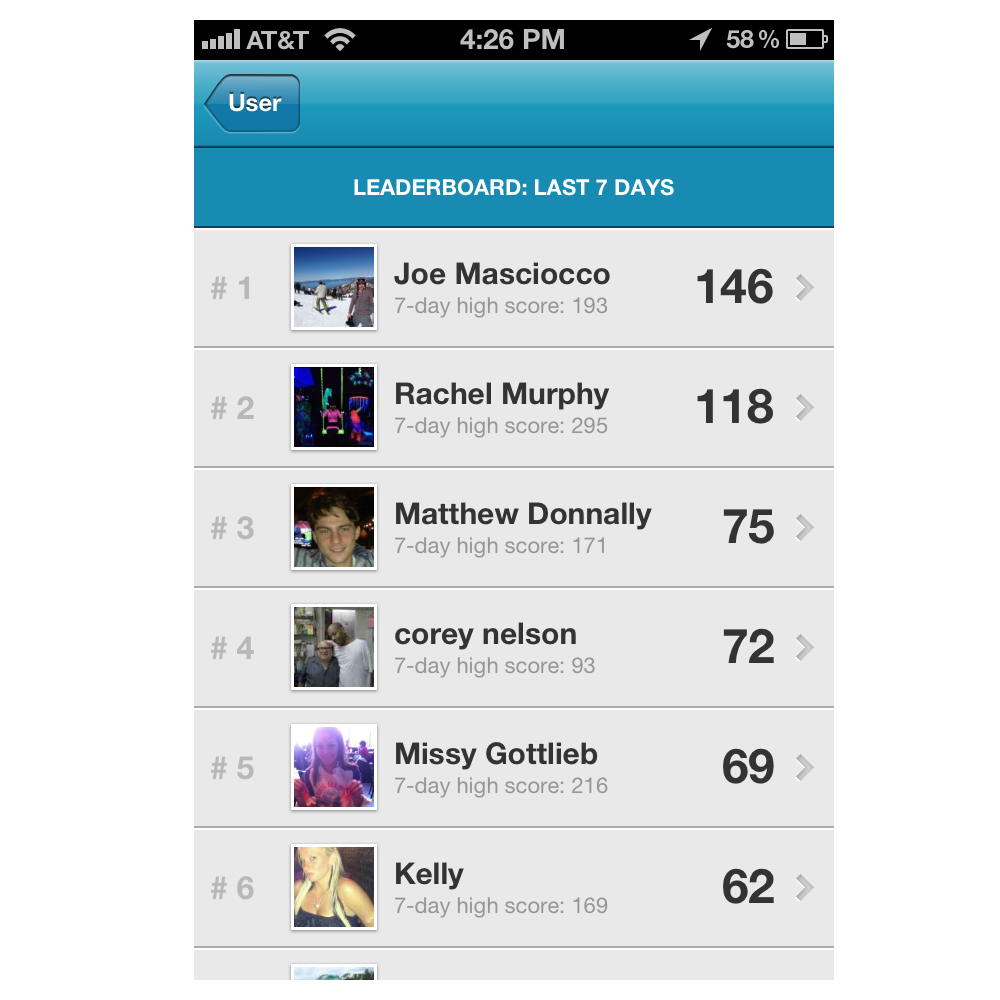 AT&T 4:26 PM 58 %
User
LEADERBOARD: LAST 7 DAYS
# 1 Joe Masciocco 146
7-day high score: 193
# 2 Rachel Murphy 118
7-day high score: 295
# 3 Matthew Donnally 75
7-day high score: 171
# 4 corey nelson 72
7-day high score: 93
# 5 Missy Gottlieb 69
7-day high score: 216
# 6 Kelly 62
7-day high score: 169